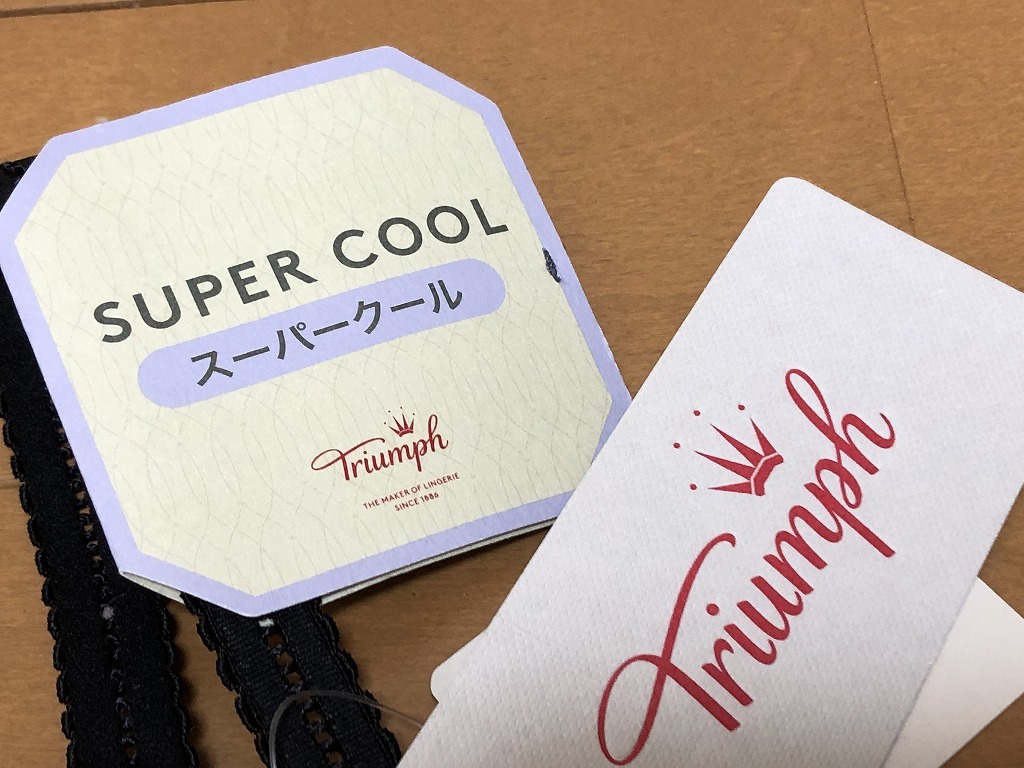 SUPER COOL
スーパークール
Triumph
THE MAKER OF LINGERIE
SINCE 1886
Triumph